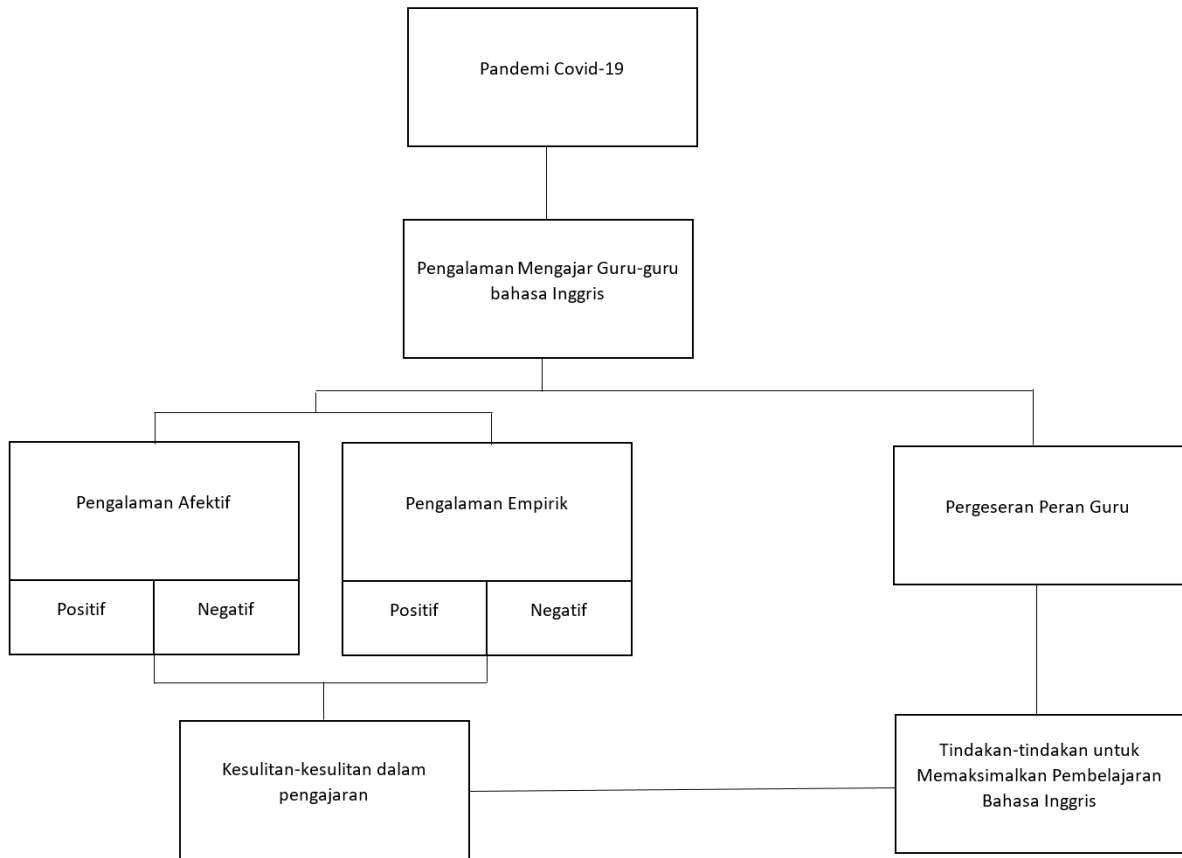 Pandemi Covid-19
Pengalaman Mengajar Guru-guru
bahasa Inggris
Pengalaman Afektif
Pengalaman Empirik
Pergeseran Peran Guru
Positif
Negatif
Positif
Negatif
Kesulitan-kesulitan dalam
pengajaran
Tindakan-tindakan untuk
Memaksimalkan Pembelajaran
Bahasa Inggris